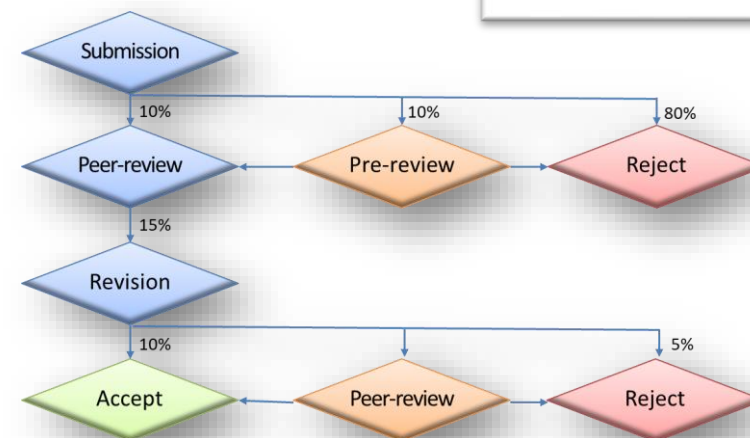 Submission
10%
10%
80%
Peer-review
Pre-review
Reject
15%
Revision
10%
5%
Accept
Peer-review
Reject